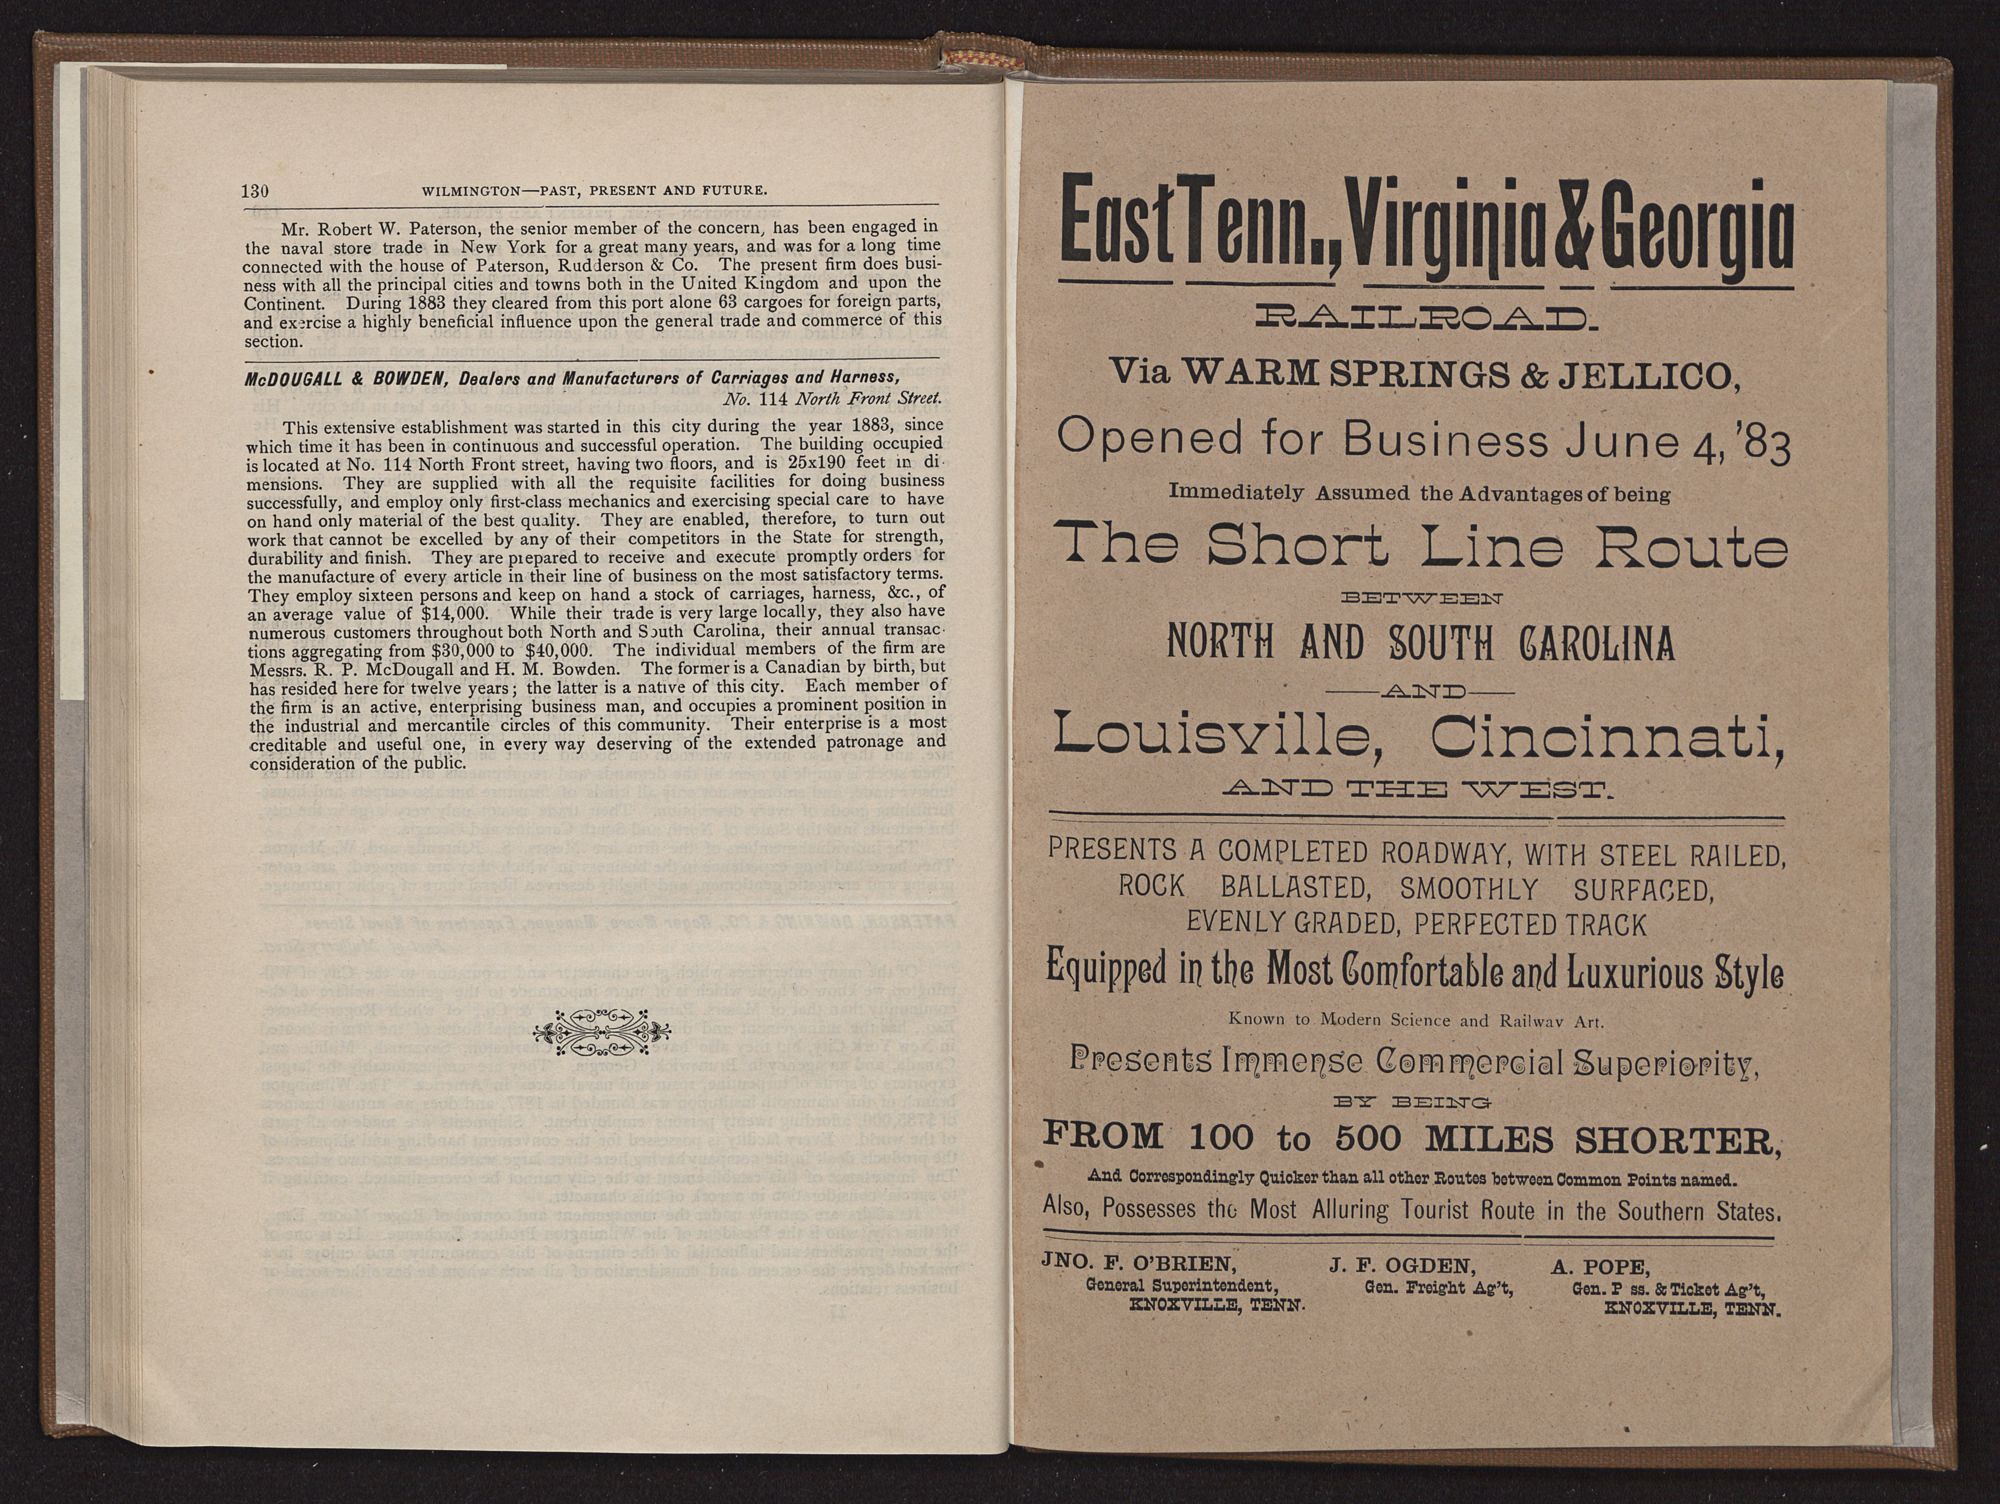 130 WILMINGTON—PAST, PRESENT AND FUTURE.
Mr. Robert W. Paterson, the senior member of the concern, has been engaged in
the naval store trade in New York for a great many years, and was for a long time
connected with the house of Paterson, Rudderson & Co. The present firm does busi-
ness with all the principal cities and towns both in the United Kingdom and upon the
Continent. During 1883 they cleared from this port alone 63 cargoes for foreign parts,
and exercise a highly beneficial influence upon the general trade and commerce of this
section.
McDOUGALL & BOWDEN, Dealers and Manufacturers of Carriages and Harness,
No. 114 North Front Street.
This extensive establishment was started in this city during the year 1883, since
which time it has been in continuous and successful operation. The building occupied
is located at No. 114 North Front street, having two floors, and is 25x190 feet in di-
mensions. They are supplied with all the requisite facilities for doing business
successfully, and employ only first-class mechanics and exercising special care to have
on hand only material of the best quality. They are enabled, therefore, to turn out
work that cannot be excelled by any of their competitors in the State for strength,
durability and finish. They are prepared to receive and execute promptly orders for
the manufacture of every article in their line of business on the most satisfactory terms.
They employ sixteen persons and keep on hand a stock of carriages, harness, &c., of
an average value of $14,000. While their trade is very large locally, they also have
numerous customers throughout both North and South Carolina, their annual transac-
tions aggregating from $30,000 to $40,000. The individual members of the firm are
Messrs. R. P. McDougall and H. M. Bowden. The former is a Canadian by birth, but
has resided here for twelve years; the latter is a native of this city. Each member of
the firm is an active, enterprising business man, and occupies a prominent position in
the industrial and mercantile circles of this community. Their enterprise is a most
creditable and useful one, in every way deserving of the extended patronage and
consideration of the public.
East Tenn., Virginia & Georgia
RAILROAD.
Via WARM SPRINGS & JELLICO,
Opened for Business June 4, '83
Immediately Assumed the Advantages of being
The Short Line Route
BETWEEN
NORTH AND SOUTH CAROLINA
—AND—
Louisville, Cincinnati,
AND THE WEST.
PRESENTS A COMPLETED ROADWAY, WITH STEEL RAILED,
ROCK BALLASTED, SMOOTHLY SURFACED,
EVENLY GRADED, PERFECTED TRACK
Equipped in the Most Comfortable and Luxurious Style
Known to Modern Science and Railway Art.
Presents Immense Commercial Superiority,
BY BEING
FROM 100 to 500 MILES SHORTER,
And Correspondingly Quicker than all other Routes between Common Points named.
Also, Possesses the Most Alluring Tourist Route in the Southern States.
JNO. F. O'BRIEN, J. F. OGDEN, A. POPE,
General Superintendent, Gen. Freight Ag't, Gen. P ss. & Ticket Ag't,
KNOXVILLE, TENN. KNOXVILLE, TENN.